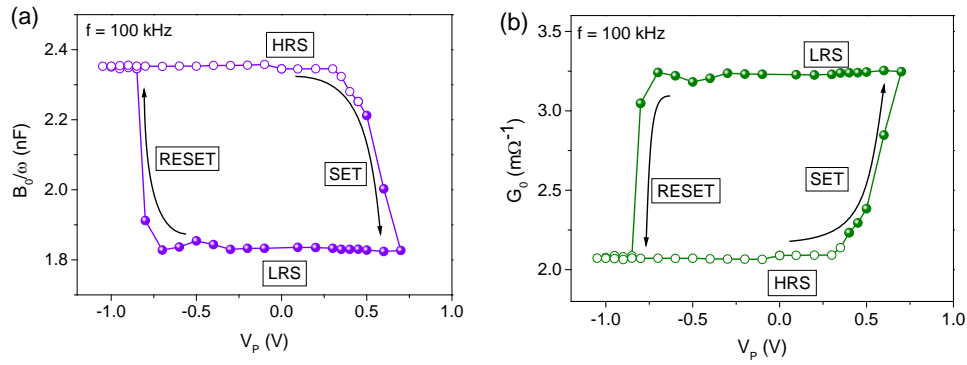 (a)
f = 100 kHz
HRS
RESET
SET
LRS
B₀/ω (nF)
2.4
2.2
2.0
1.8
-1.0
-0.5
0.0
0.5
1.0
V_P (V)
(b)
f = 100 kHz
LRS
RESET
SET
HRS
G₀ (mΩ⁻¹)
3.5
3.0
2.5
2.0
-1.0
-0.5
0.0
0.5
1.0
V_P (V)